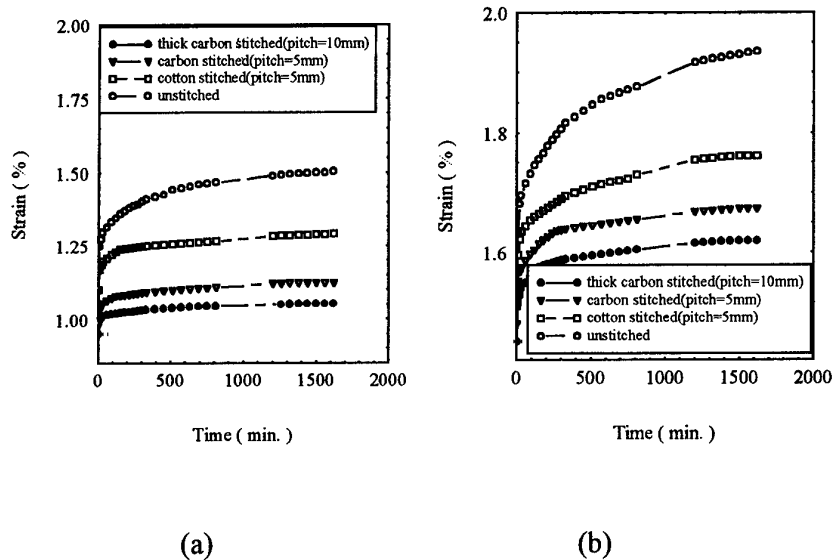 2.00
1.75
1.50
1.25
1.00
Strain ( % )
thick carbon stitched(pitch=10mm)
carbon stitched(pitch=5mm)
cotton stitched(pitch=5mm)
unstitched
0 500 1000 1500 2000
Time ( min. )
(a)
2.0
1.8
1.6
Strain ( % )
thick carbon stitched(pitch=10mm)
carbon stitched(pitch=5mm)
cotton stitched(pitch=5mm)
unstitched
0 500 1000 1500 2000
Time ( min. )
(b)